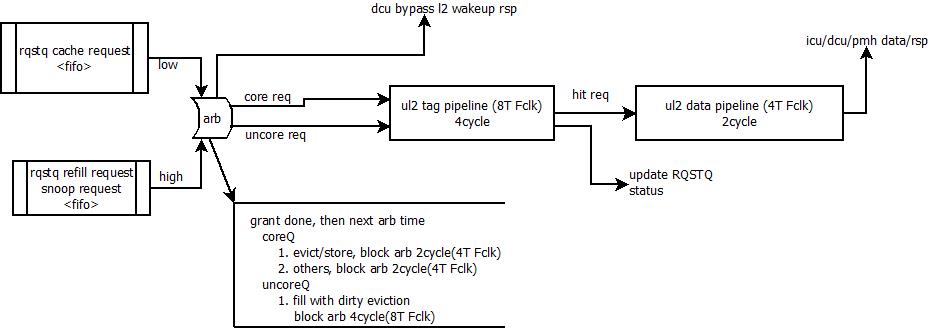 dcu bypass l2 wakeup rsp
icu/dcu/pmh data/rsp
rqstq cache request
<fifo>
low
arb
core req
uncore req
ul2 tag pipeline (8T Fclk)
4cycle
hit req
ul2 data pipeline (4T Fclk)
2cycle
rqstq refill request
snoop request
<fifo>
high
update RQSTQ
status
grant done, then next arb time
coreQ
1. evict/store, block arb 2cycle(4T Fclk)
2. others, block arb 2cycle(4T Fclk)
uncoreQ
1. fill with dirty eviction
block arb 4cycle(8T Fclk)